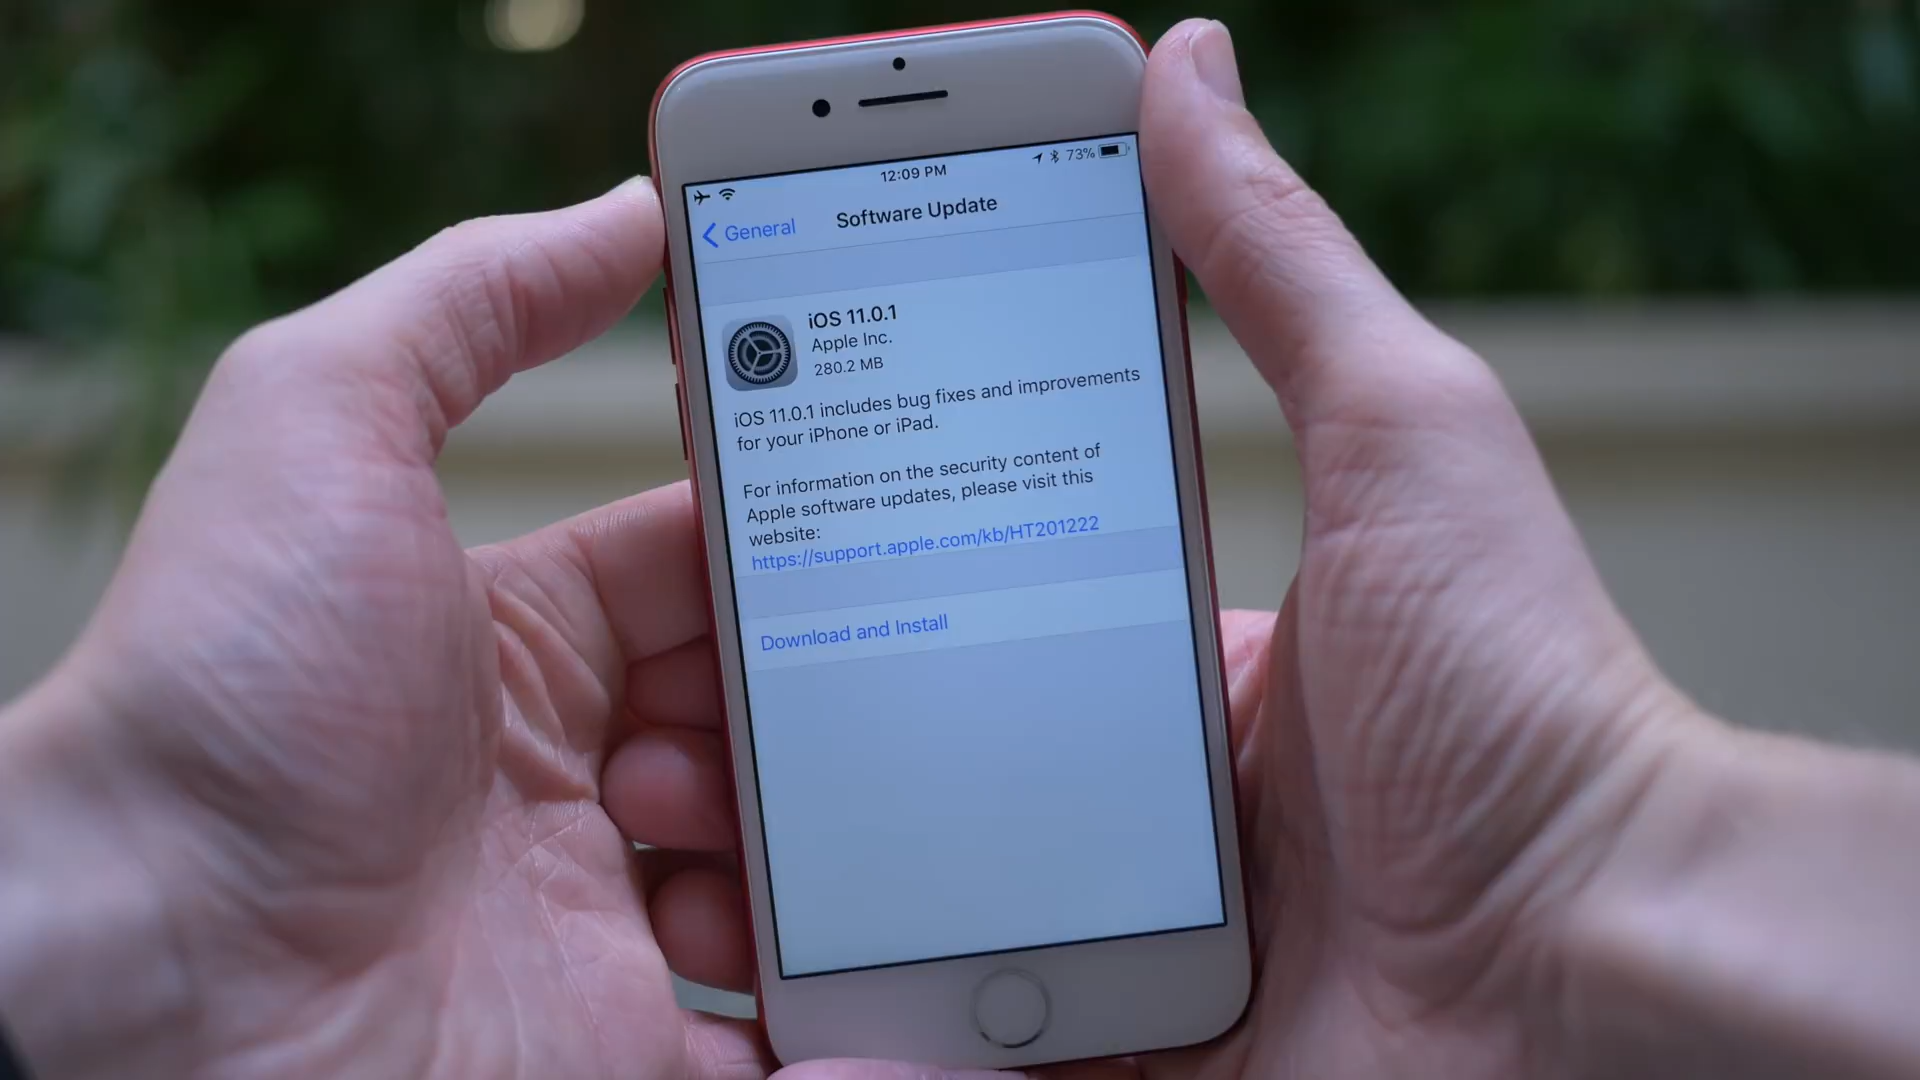 12:09 PM
73%
General
Software Update
iOS 11.0.1
Apple Inc.
280.2 MB
iOS 11.0.1 includes bug fixes and improvements
for your iPhone or iPad.
For information on the security content of
Apple software updates, please visit this
website:
https://support.apple.com/kb/HT201222
Download and Install